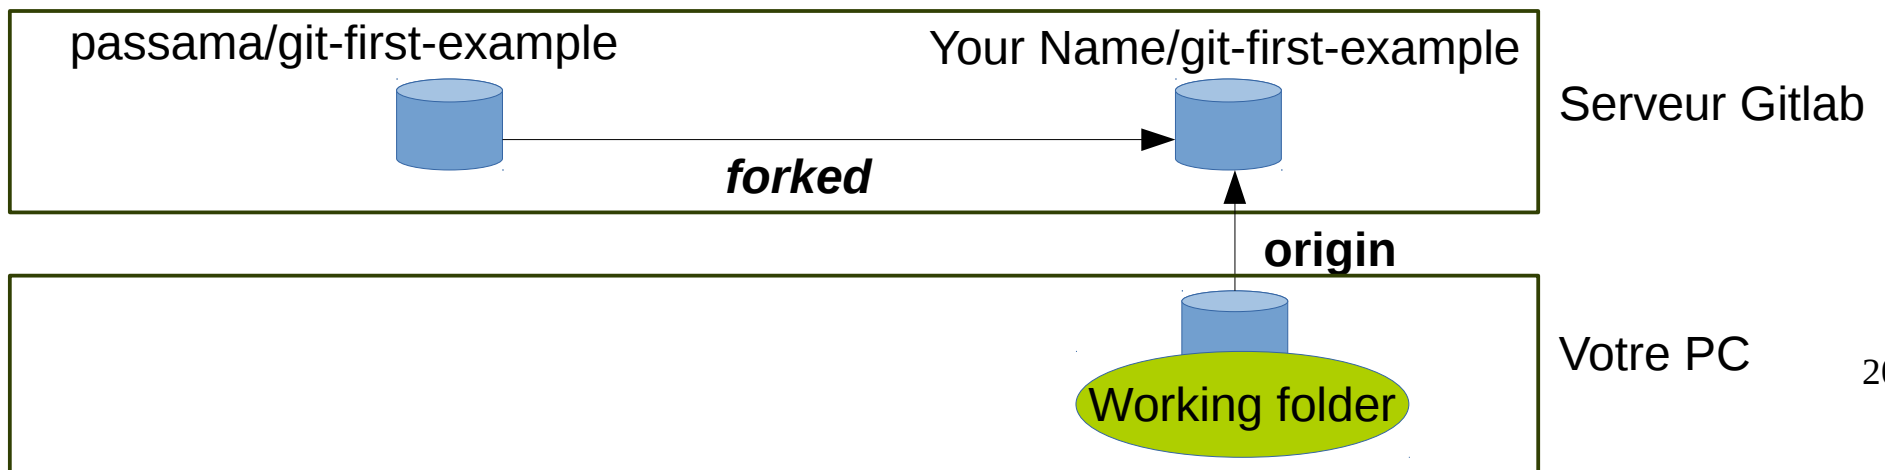 passama/git-first-example
Your Name/git-first-example
Serveur Gitlab
forked
origin
Votre PC
Working folder